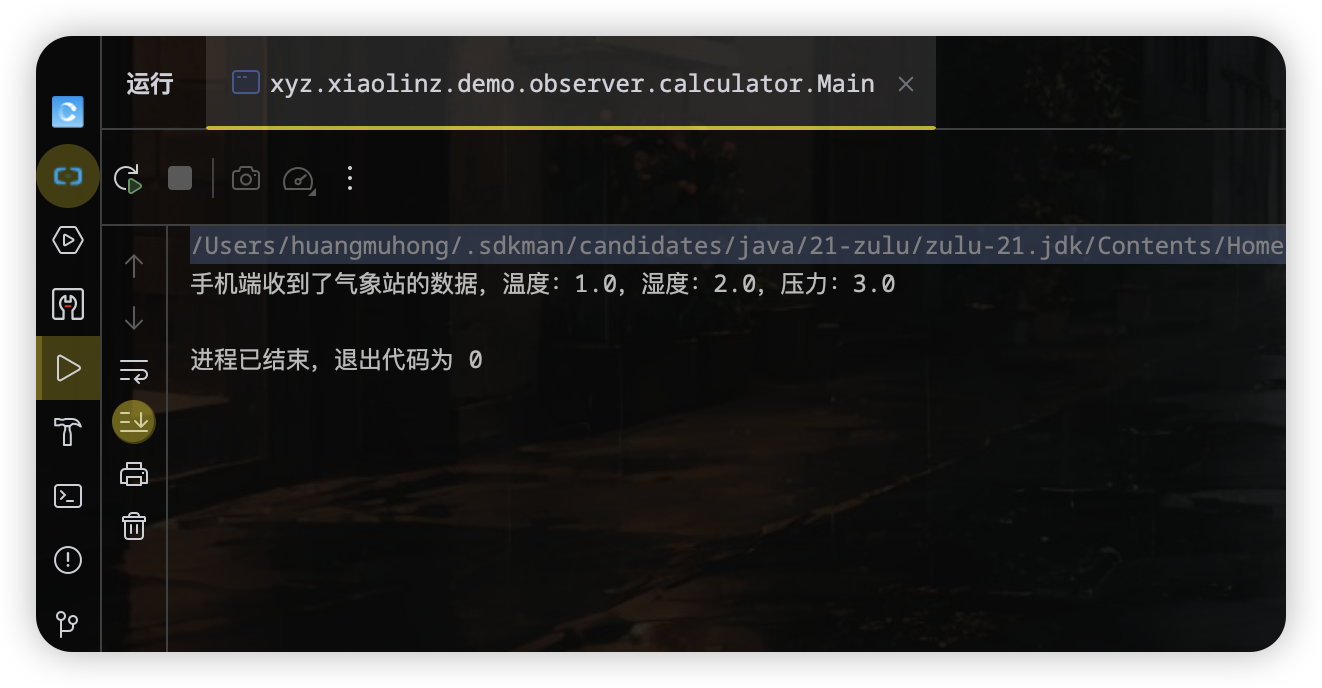 运行 xyz.xiaolinz.demo.observer.calculator.Main
/Users/huangmuhong/.sdkman/candidates/java/21-zulu/zulu-21.jdk/Contents/Home
手机端收到了气象站的数据，温度：1.0，湿度：2.0，压力：3.0
进程已结束，退出代码为 0